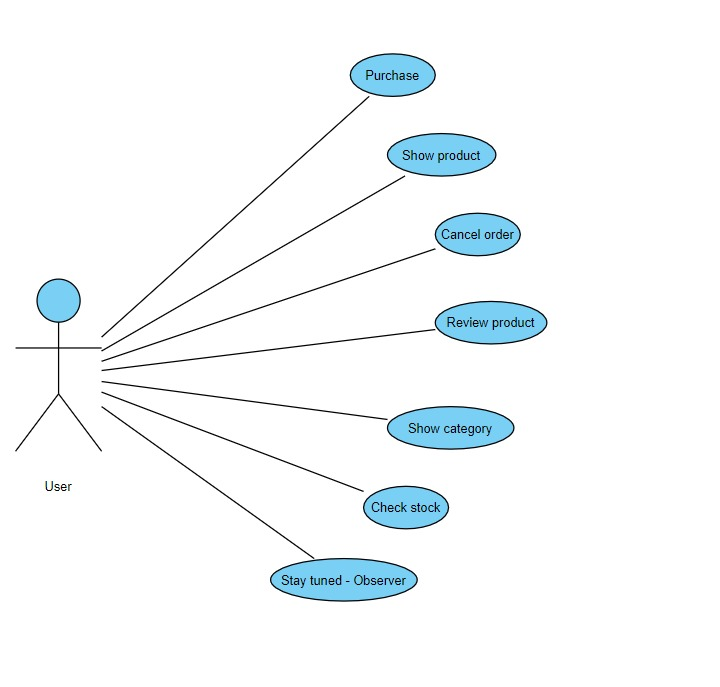 Purchase
Show product
Cancel order
Review product
Show category
Check stock
Stay tuned - Observer
User